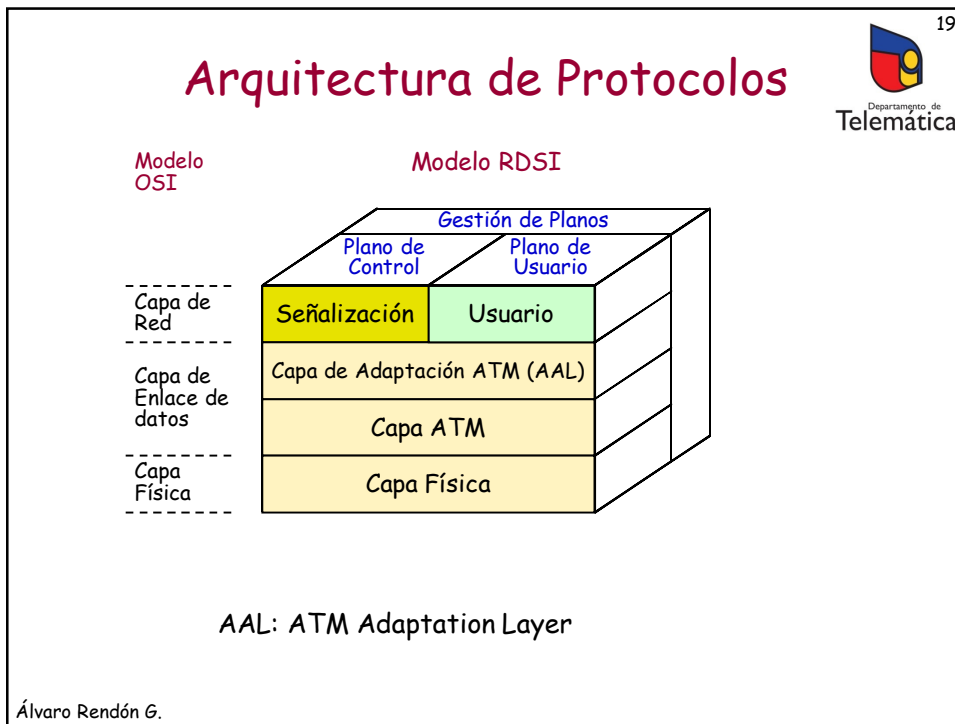 19
Arquitectura de Protocolos
Departamento de
Telemática
Modelo
OSI
Modelo RDSI
Gestión de Planos
Plano de
Control
Plano de
Usuario
Capa de
Red
Señalización
Usuario
Capa de
Enlace de
datos
Capa de Adaptación ATM (AAL)
Capa ATM
Capa
Física
Capa Física
AAL: ATM Adaptation Layer
Álvaro Rendón G.